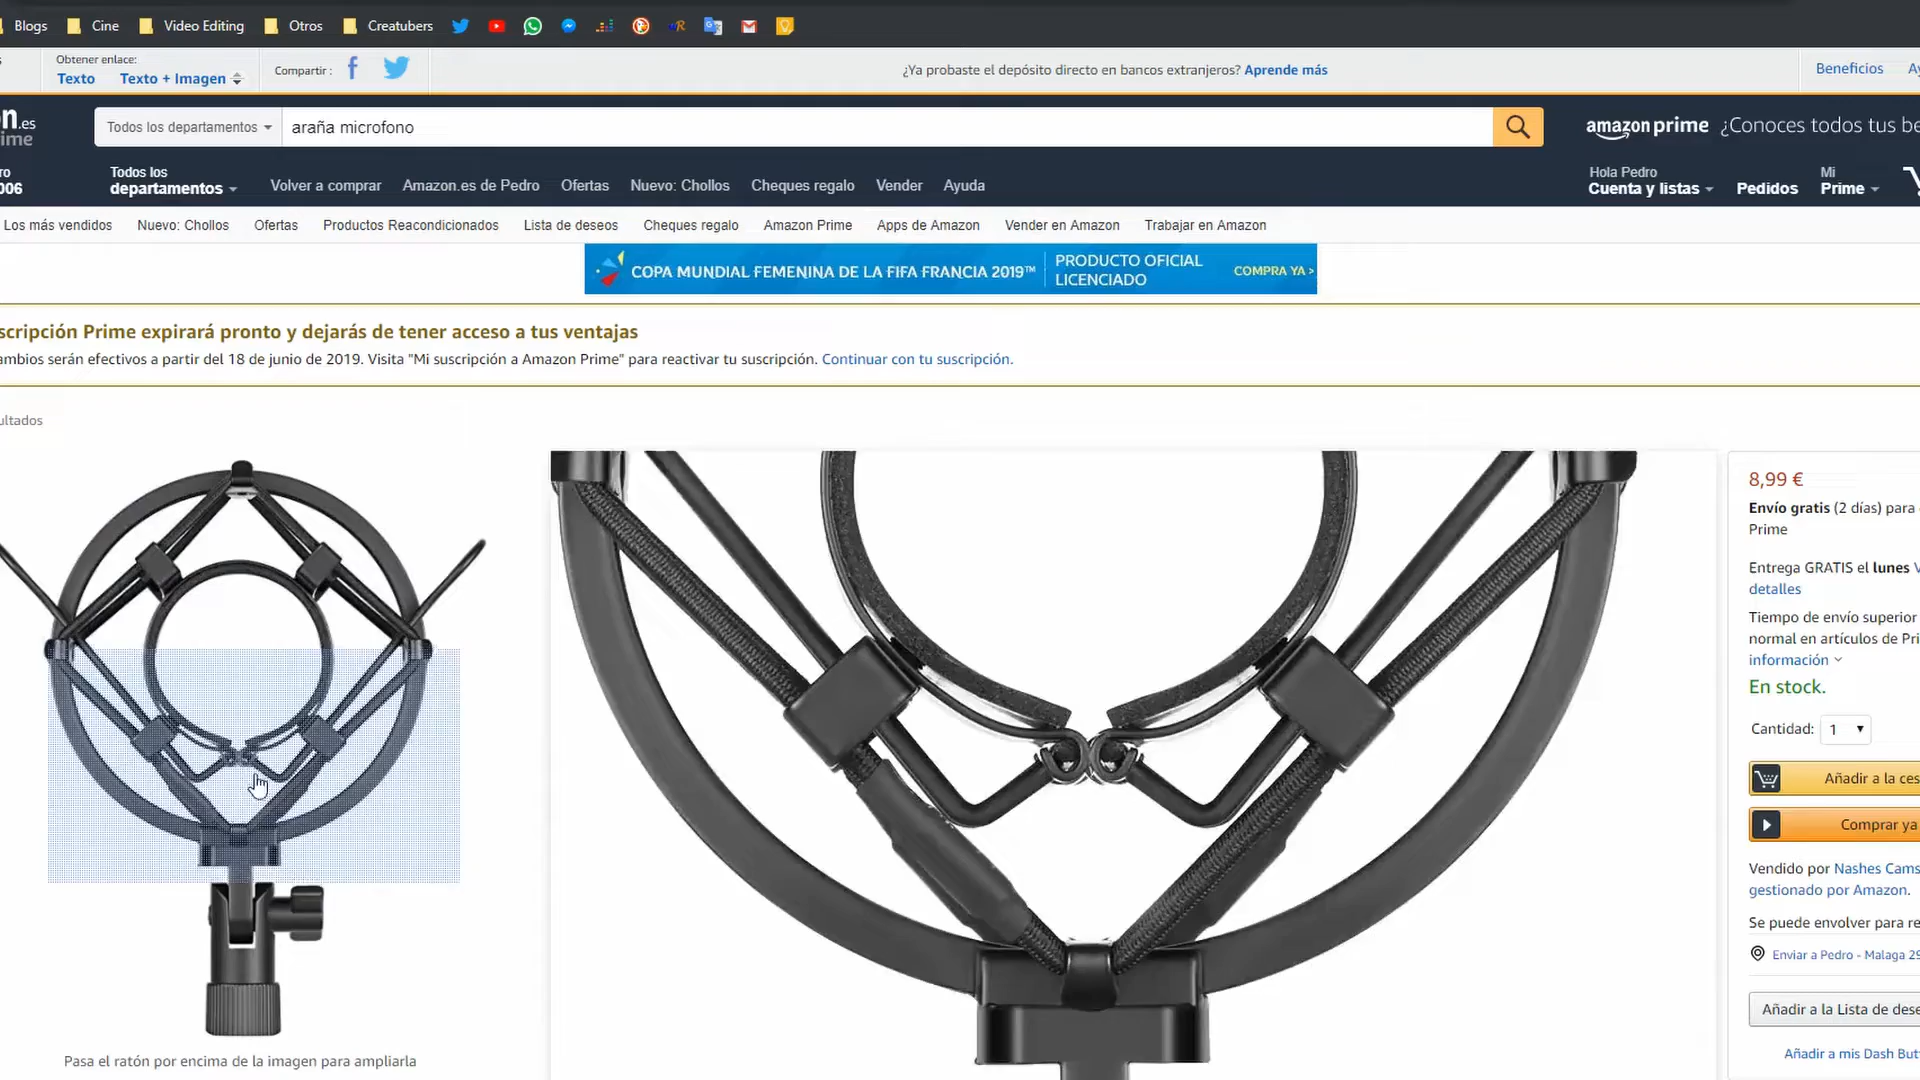 Blogs Cine Video Editing Otros Creatubers
Obtener enlace:
Texto Texto + Imagen
Compartir :
¿Ya probaste el depósito directo en bancos extranjeros? Aprende más
Beneficios
n.es
ime
Todos los departamentos
araña microfono
amazon prime ¿Conoces todos tus be
ro
006
Todos los
departamentos
Volver a comprar Amazon.es de Pedro Ofertas Nuevo: Chollos Cheques regalo Vender Ayuda
Hola Pedro
Cuenta y listas
Pedidos
Mi
Prime
Los más vendidos Nuevo: Chollos Ofertas Productos Reacondicionados Lista de deseos Cheques regalo Amazon Prime Apps de Amazon Vender en Amazon Trabajar en Amazon
COPA MUNDIAL FEMENINA DE LA FIFA FRANCIA 2019™
PRODUCTO OFICIAL
LICENCIADO
COMPRA YA >
scripción Prime expirará pronto y dejarás de tener acceso a tus ventajas
ambios serán efectivos a partir del 18 de junio de 2019. Visita "Mi suscripción a Amazon Prime" para reactivar tu suscripción. Continuar con tu suscripción.
ultados
8,99 €
Envío gratis (2 días) para
Prime
Entrega GRATIS el lunes V
detalles
Tiempo de envío superior
normal en artículos de Pri
información
En stock.
Cantidad: 1
Añadir a la ces
Comprar ya
Vendido por Nashes Cams
gestionado por Amazon.
Se puede envolver para re
Enviar a Pedro - Malaga 29
Añadir a la Lista de dese
Añadir a mis Dash But
Pasa el ratón por encima de la imagen para ampliarla